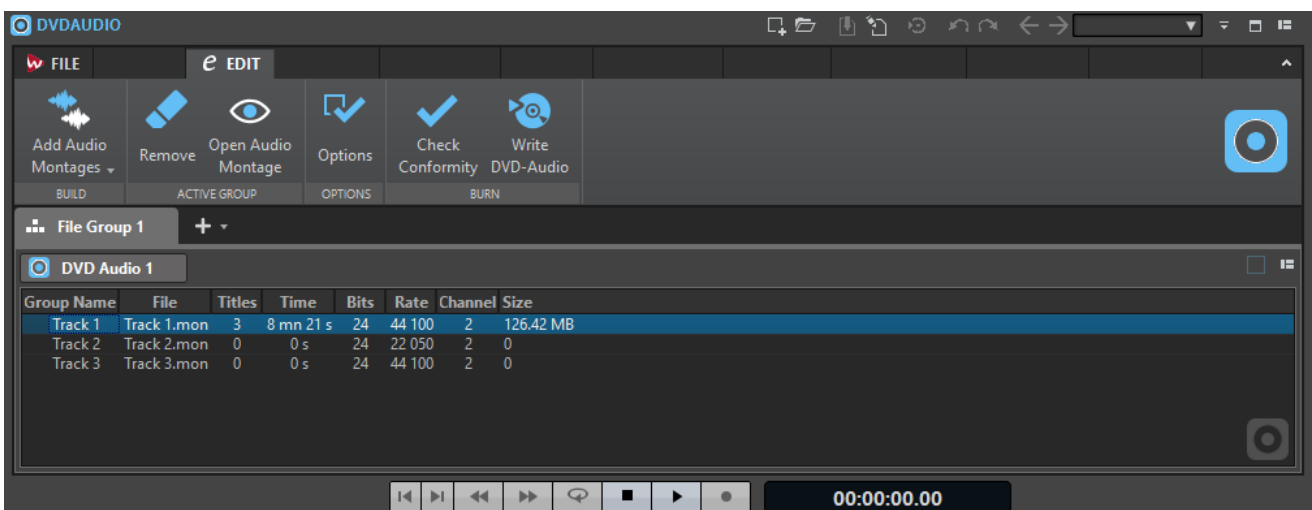 DVDAUDIO
FILE
e EDIT
Add Audio Montages
Remove
Open Audio Montage
Options
Check Conformity
Write DVD-Audio
BUILD
ACTIVE GROUP
OPTIONS
BURN
File Group 1
DVD Audio 1
Group Name File Titles Time Bits Rate Channel Size
Track 1 Track 1.mon 3 8 mn 21 s 24 44 100 2 126.42 MB
Track 2 Track 2.mon 0 0 s 24 22 050 2 0
Track 3 Track 3.mon 0 0 s 24 44 100 2 0
00:00:00.00